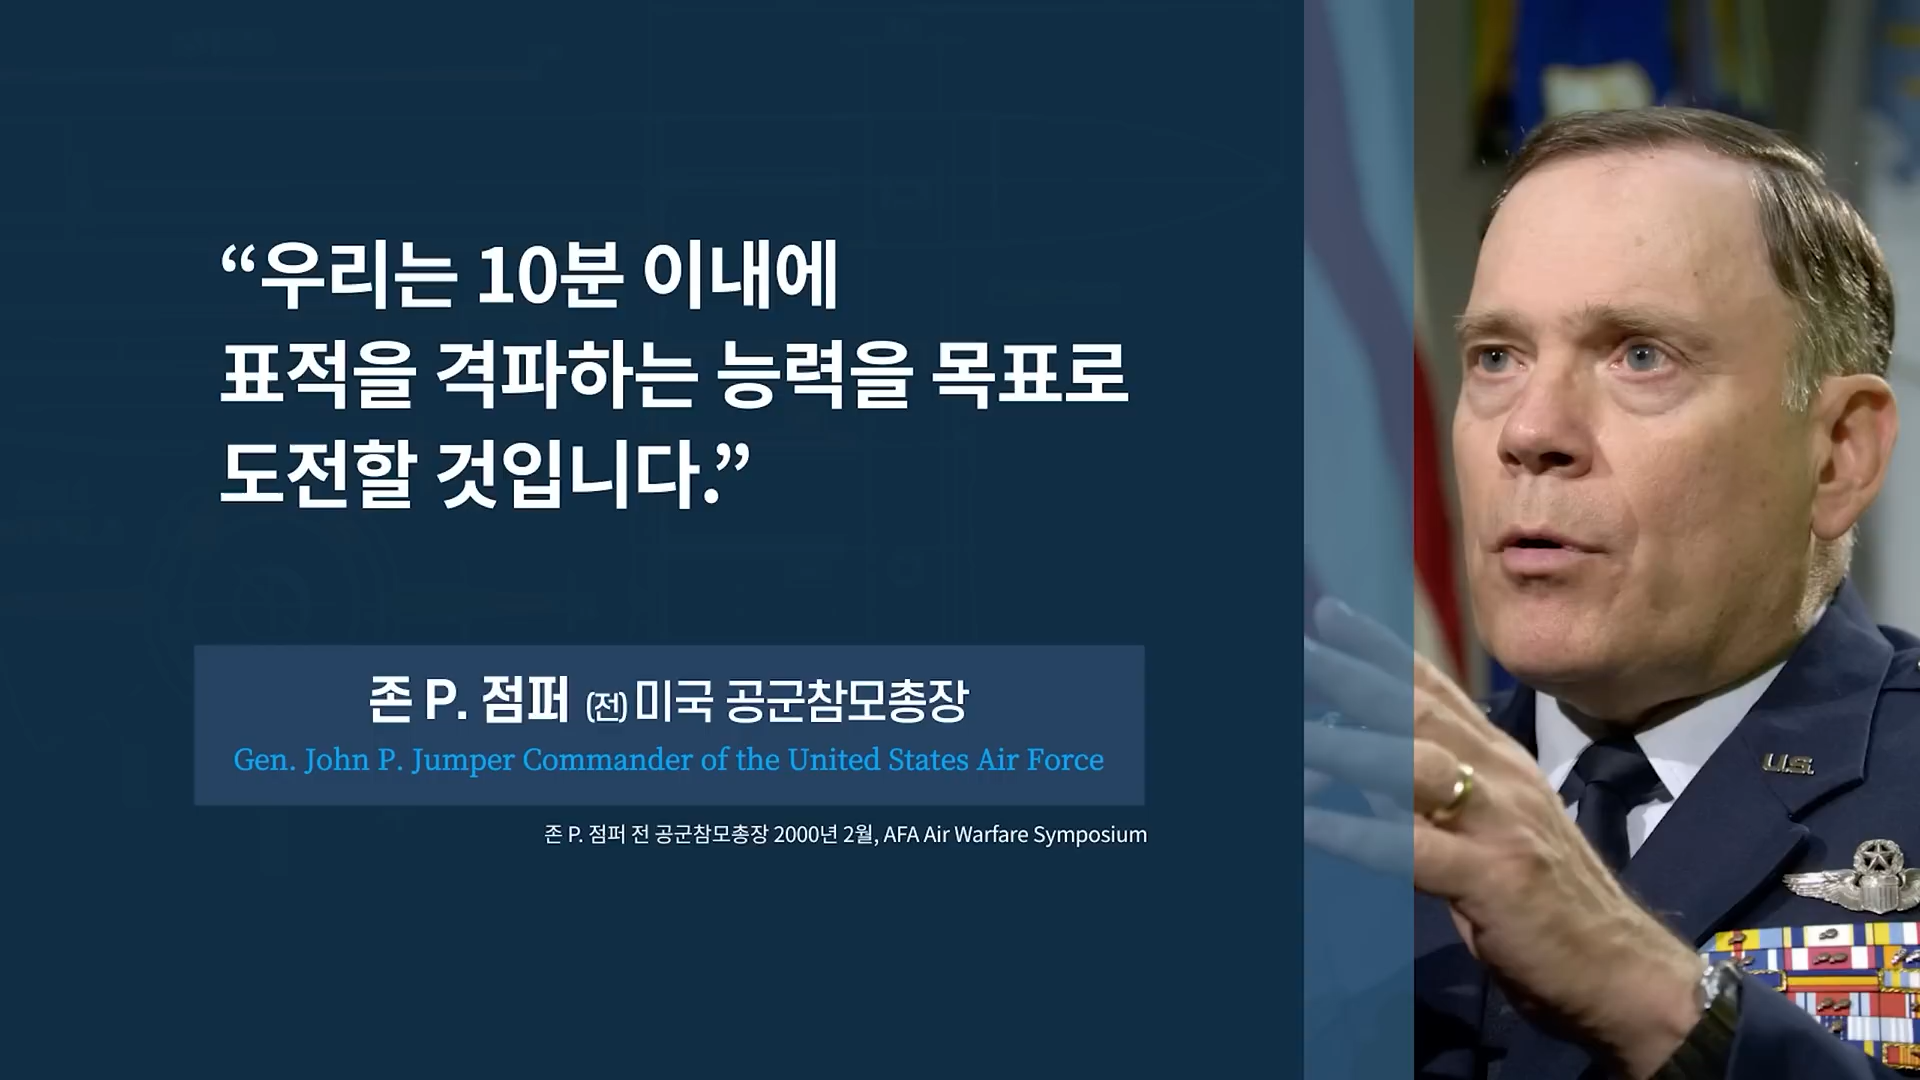 “우리는 10분 이내에
표적을 격파하는 능력을 목표로
도전할 것입니다.”
존 P. 점퍼 (전)미국 공군참모총장
Gen. John P. Jumper Commander of the United States Air Force
존 P. 점퍼 전 공군참모총장 2000년 2월, AFA Air Warfare Symposium
U.S.